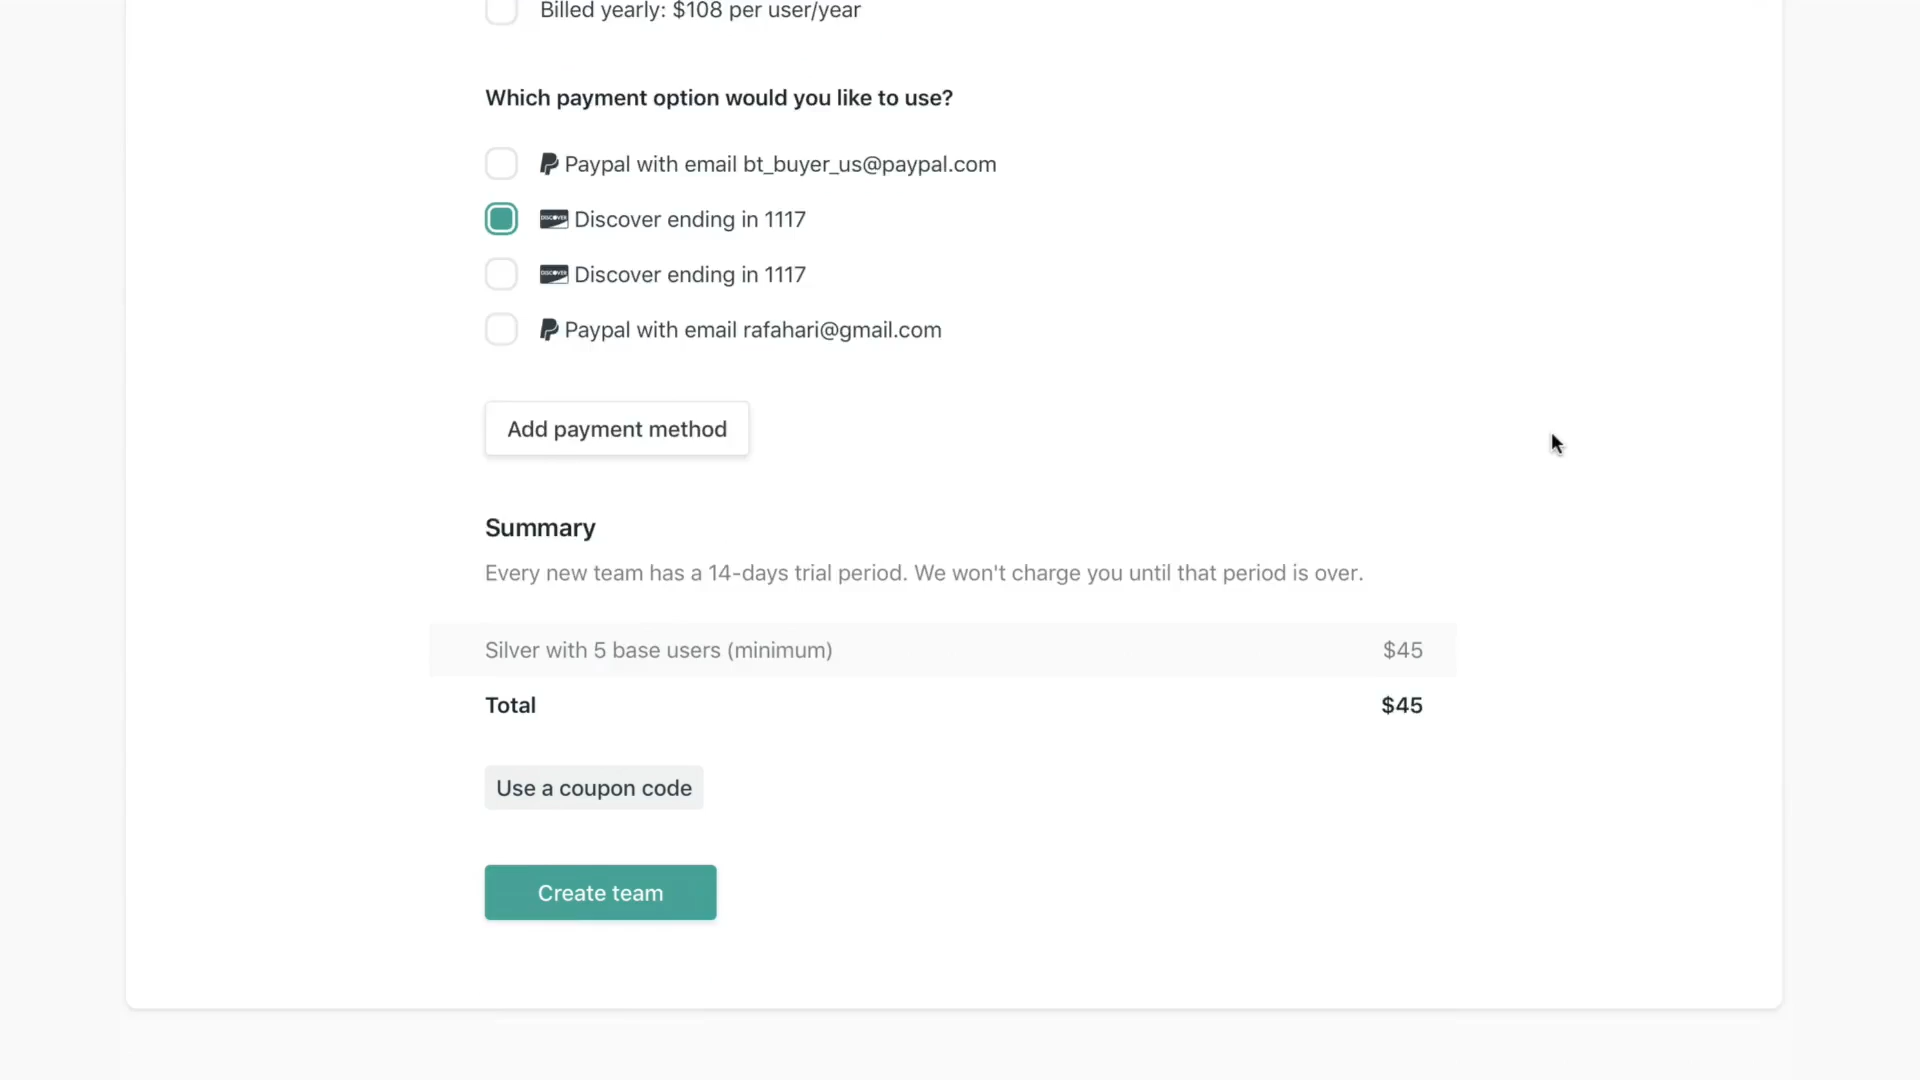 Billed yearly: $108 per user/year
Which payment option would you like to use?
Paypal with email bt_buyer_us@paypal.com
DISCOVER Discover ending in 1117
DISCOVER Discover ending in 1117
Paypal with email rafahari@gmail.com
Add payment method
Summary
Every new team has a 14-days trial period. We won't charge you until that period is over.
Silver with 5 base users (minimum) $45
Total $45
Use a coupon code
Create team